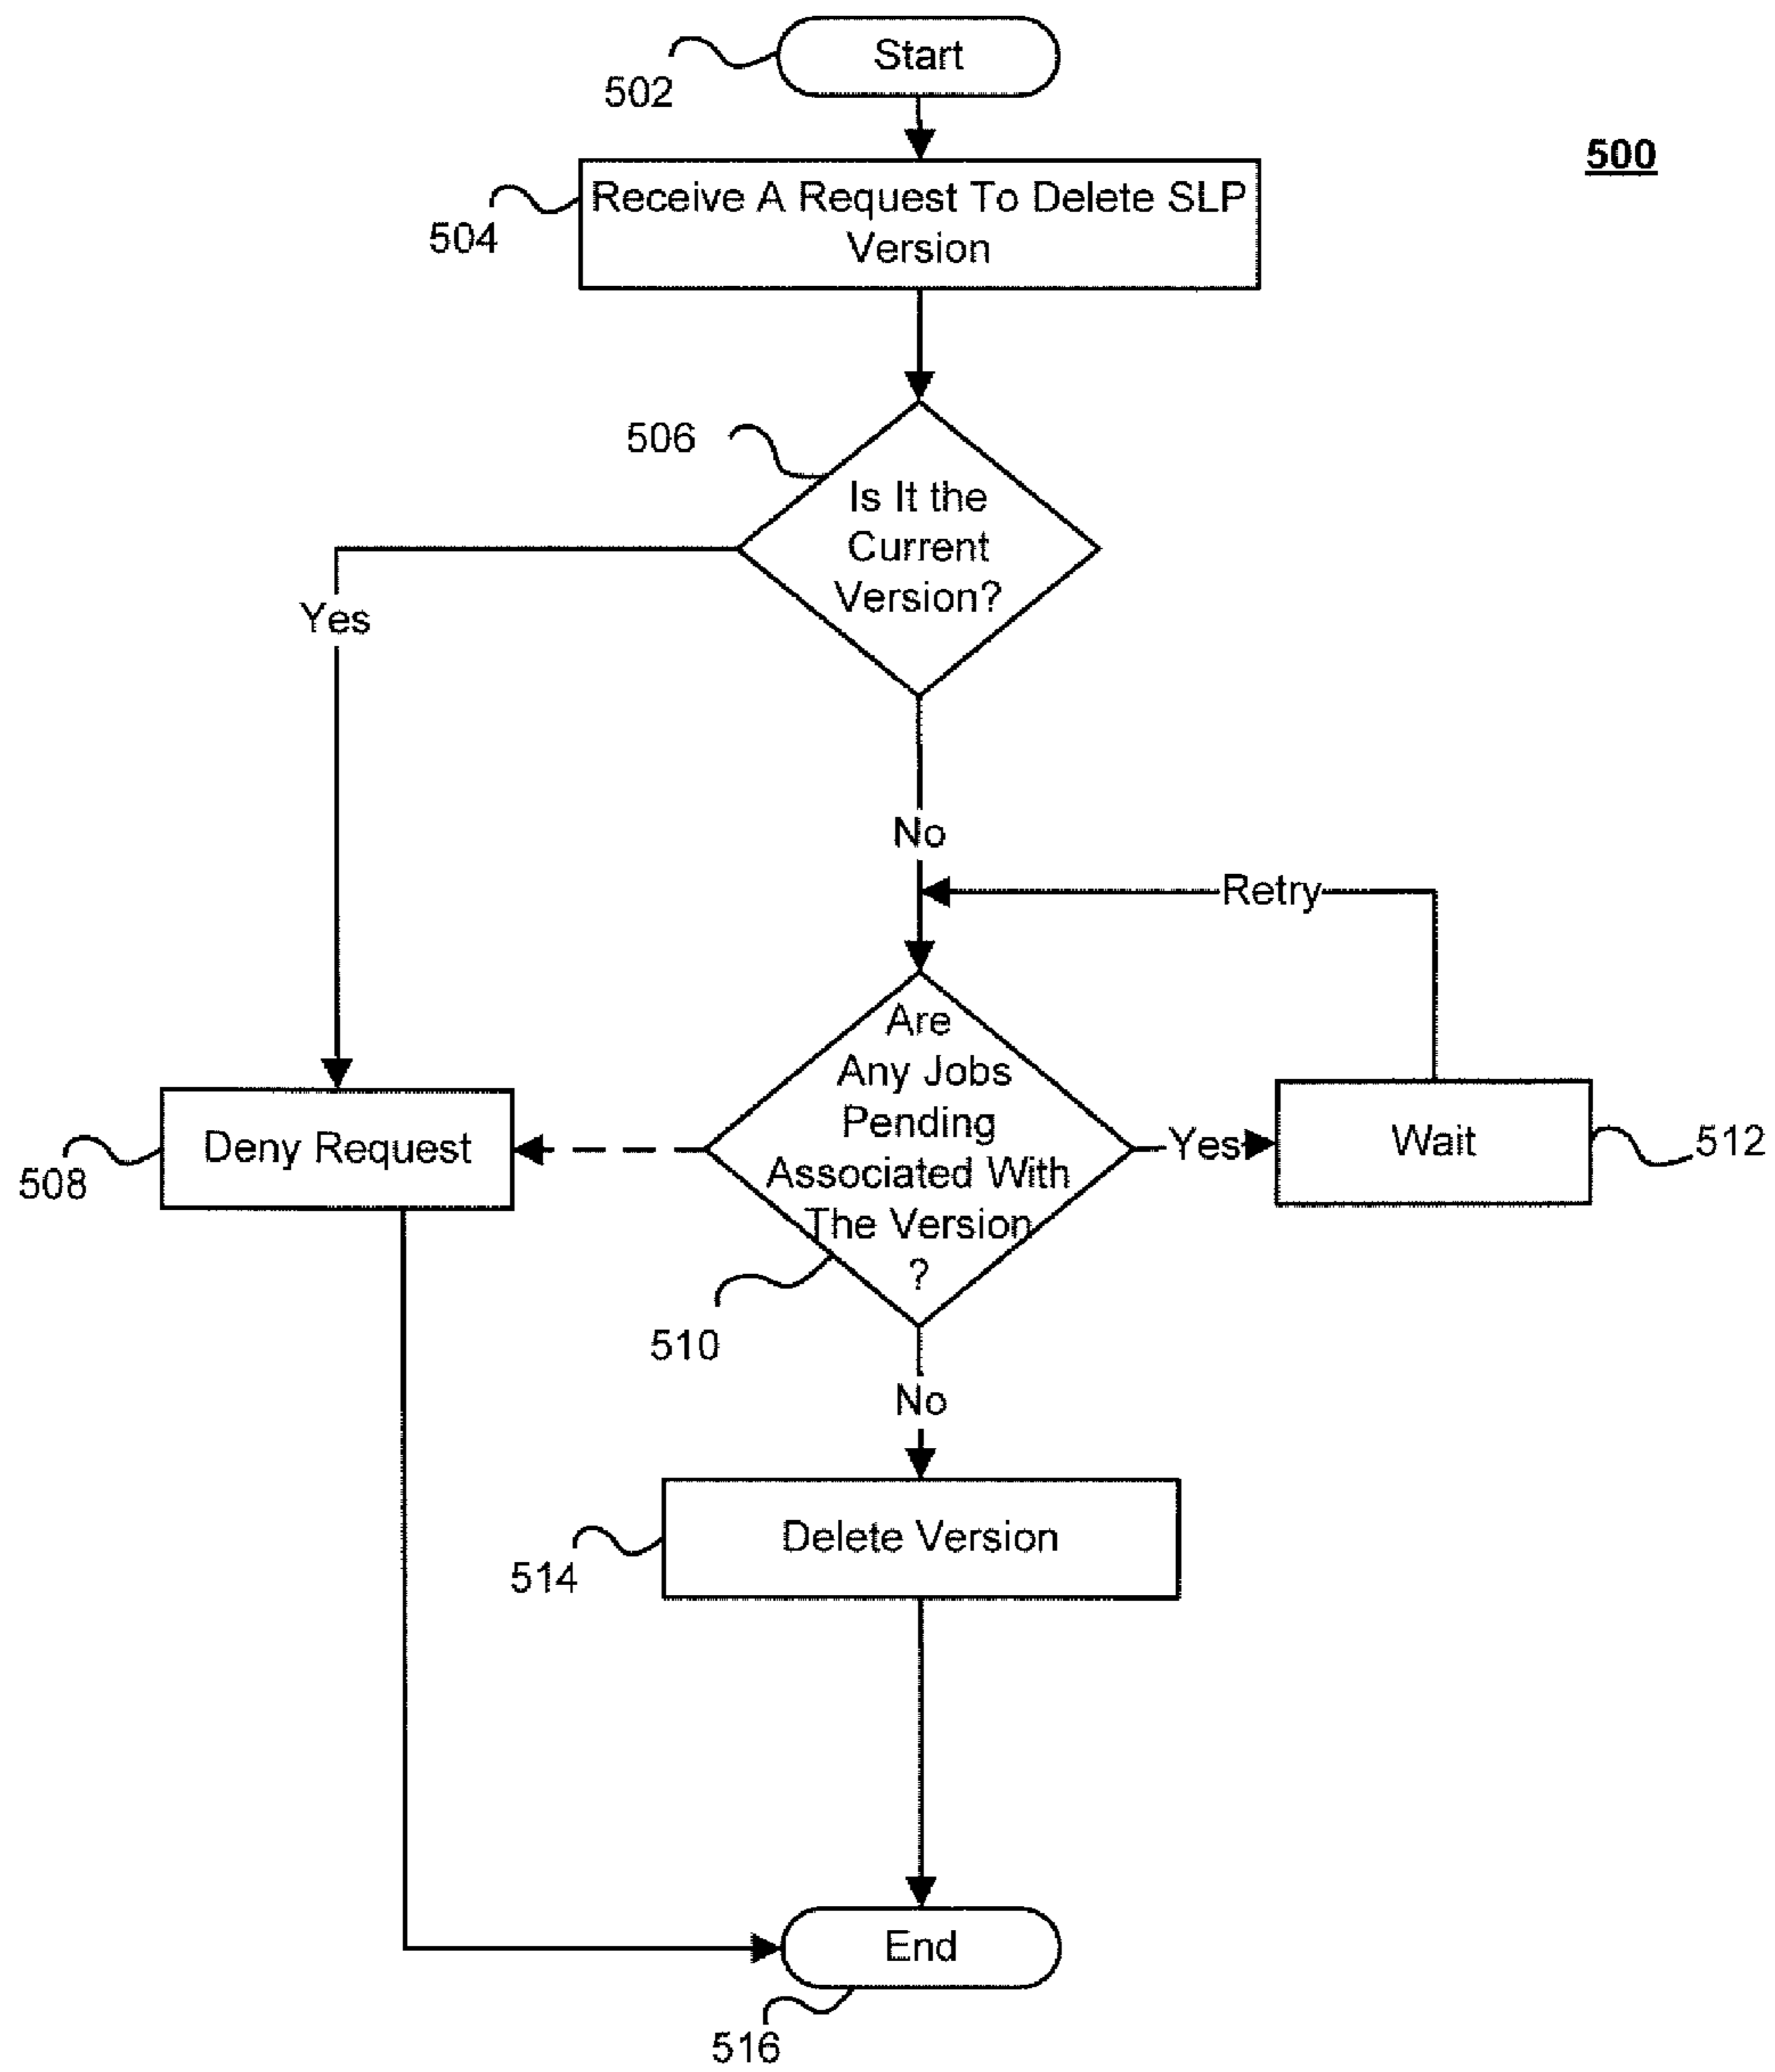 Start
502
500
Receive A Request To Delete SLP
Version
504
506
Is It the
Current
Version?
Yes
No
Retry
Are
Any Jobs
Pending
Associated With
The Version
?
Deny Request
508
Yes
Wait
512
510
No
Delete Version
514
End
516